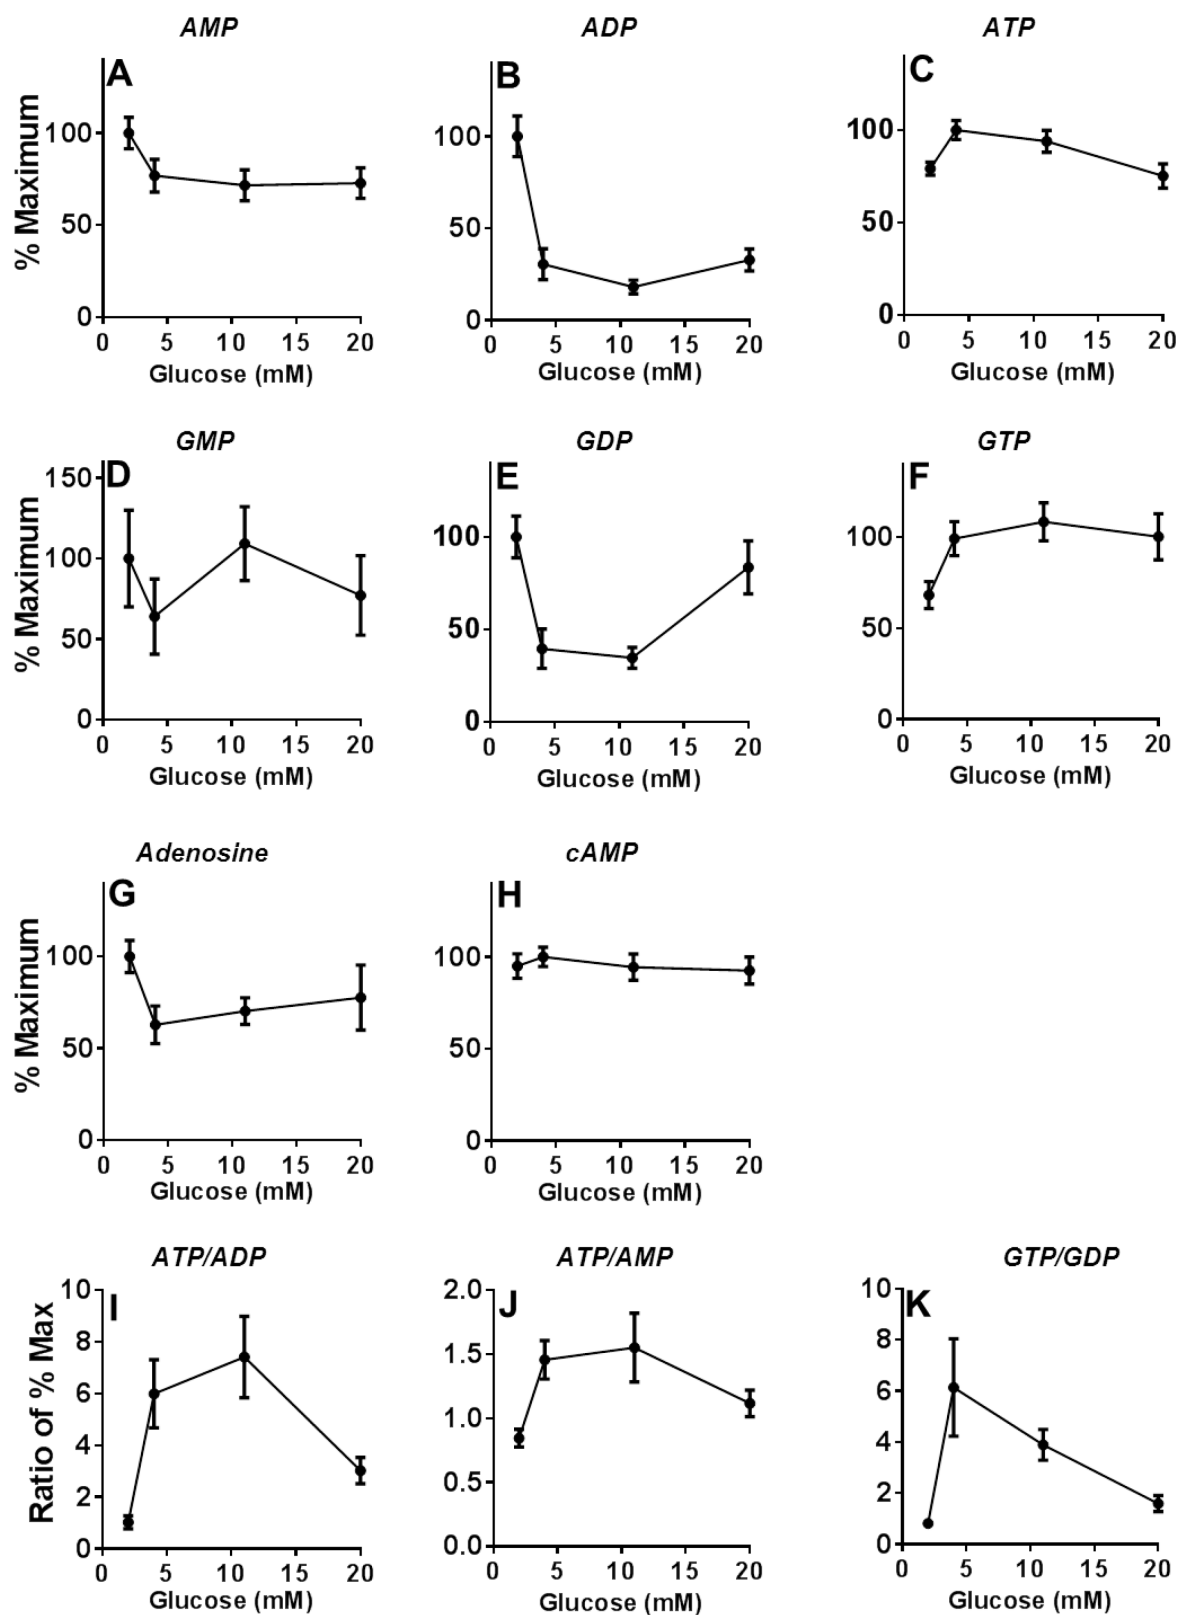 AMP
ADP
ATP
A
B
C
% Maximum
100
50
0
0 5 10 15 20
Glucose (mM)
100
50
0
0 5 10 15 20
Glucose (mM)
100
50
0
0 5 10 15 20
Glucose (mM)
GMP
GDP
GTP
D
E
F
% Maximum
150
100
50
0
0 5 10 15 20
Glucose (mM)
100
50
0
0 5 10 15 20
Glucose (mM)
100
50
0
0 5 10 15 20
Glucose (mM)
Adenosine
cAMP
G
H
% Maximum
100
50
0
0 5 10 15 20
Glucose (mM)
100
50
0
0 5 10 15 20
Glucose (mM)
ATP/ADP
ATP/AMP
GTP/GDP
I
J
K
Ratio of % Max
10
8
6
4
2
0
0 5 10 15 20
Glucose (mM)
2.0
1.5
1.0
0.5
0.0
0 5 10 15 20
Glucose (mM)
10
8
6
4
2
0
0 5 10 15 20
Glucose (mM)